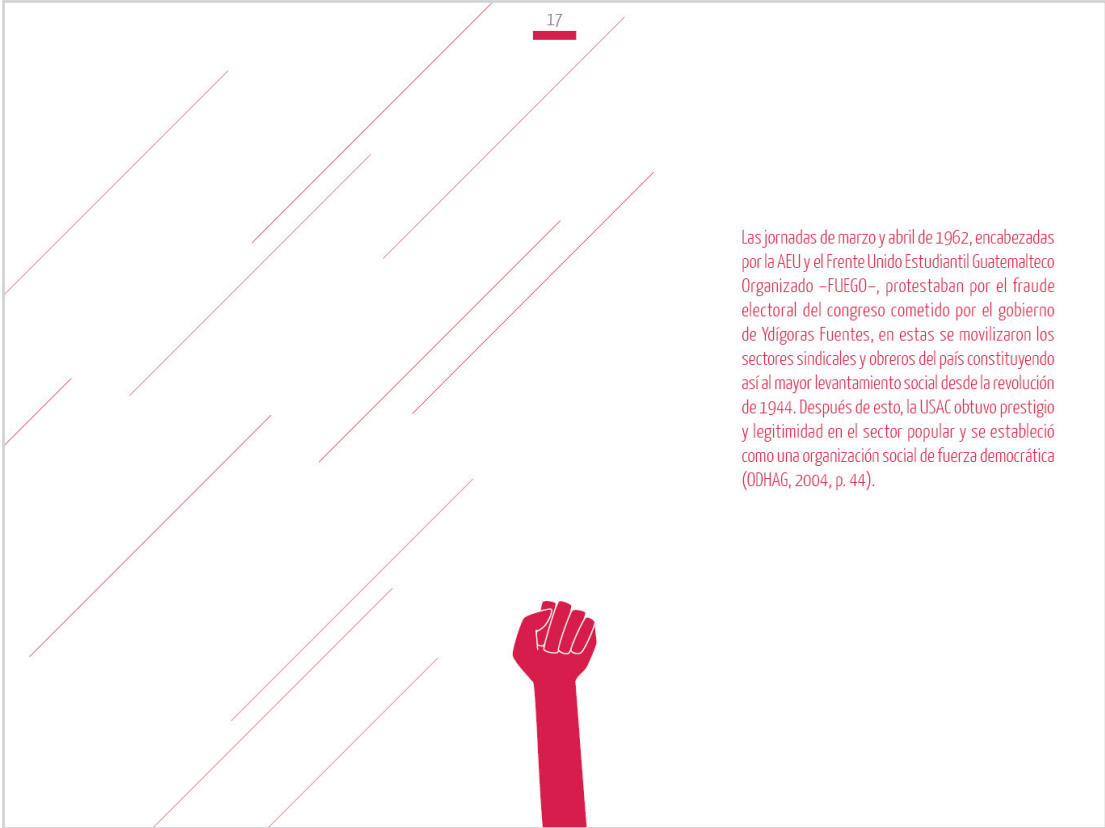 17
Las jornadas de marzo y abril de 1962, encabezadas
por la AEU y el Frente Unido Estudiantil Guatemalteco
Organizado –FUEGO–, protestaban por el fraude
electoral del congreso cometido por el gobierno
de Ydígoras Fuentes, en estas se movilizaron los
sectores sindicales y obreros del país constituyendo
así al mayor levantamiento social desde la revolución
de 1944. Después de esto, la USAC obtuvo prestigio
y legitimidad en el sector popular y se estableció
como una organización social de fuerza democrática
(ODHAG, 2004, p. 44).